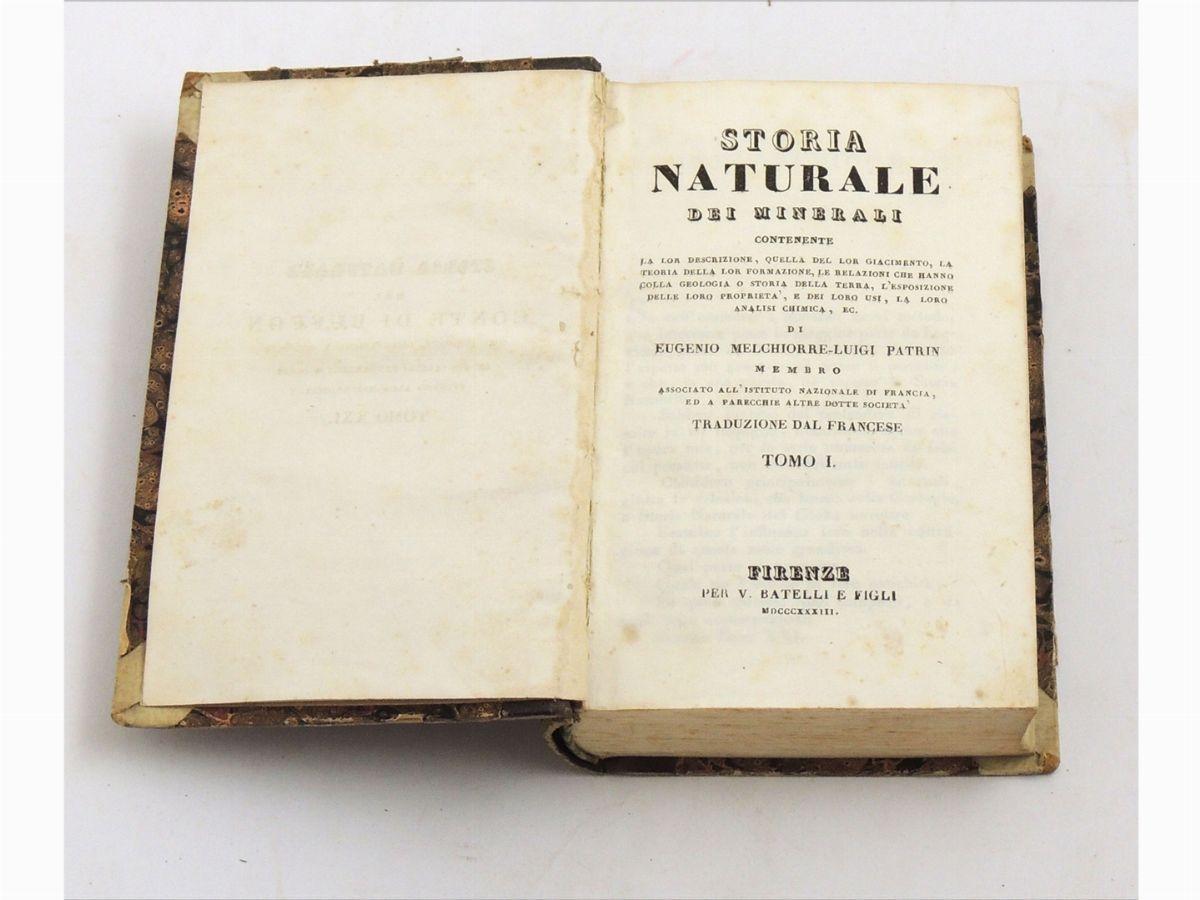 STORIA
NATURALE
DEI MINERALI
CONTENENTE
LA LOR DESCRIZIONE, QUELLA DEL LOR GIACIMENTO, LA
TEORIA DELLA LOR FORMAZIONE, LE RELAZIONI CHE HANNO
COLLA GEOLOGIA O STORIA DELLA TERRA, L'ESPOSIZIONE
DELLE LORO PROPRIETA', E DEI LORO USI, LA LORO
ANALISI CHIMICA, EC.
DI
EUGENIO MELCHIORRE-LUIGI PATRIN
MEMBRO
ASSOCIATO ALL'ISTITUTO NAZIONALE DI FRANCIA,
ED A PARECCHIE ALTRE DOTTE SOCIETA'
TRADUZIONE DAL FRANCESE
TOMO I.
FIRENZE
PER V. BATELLI E FIGLI
MDCCCXXXIII.